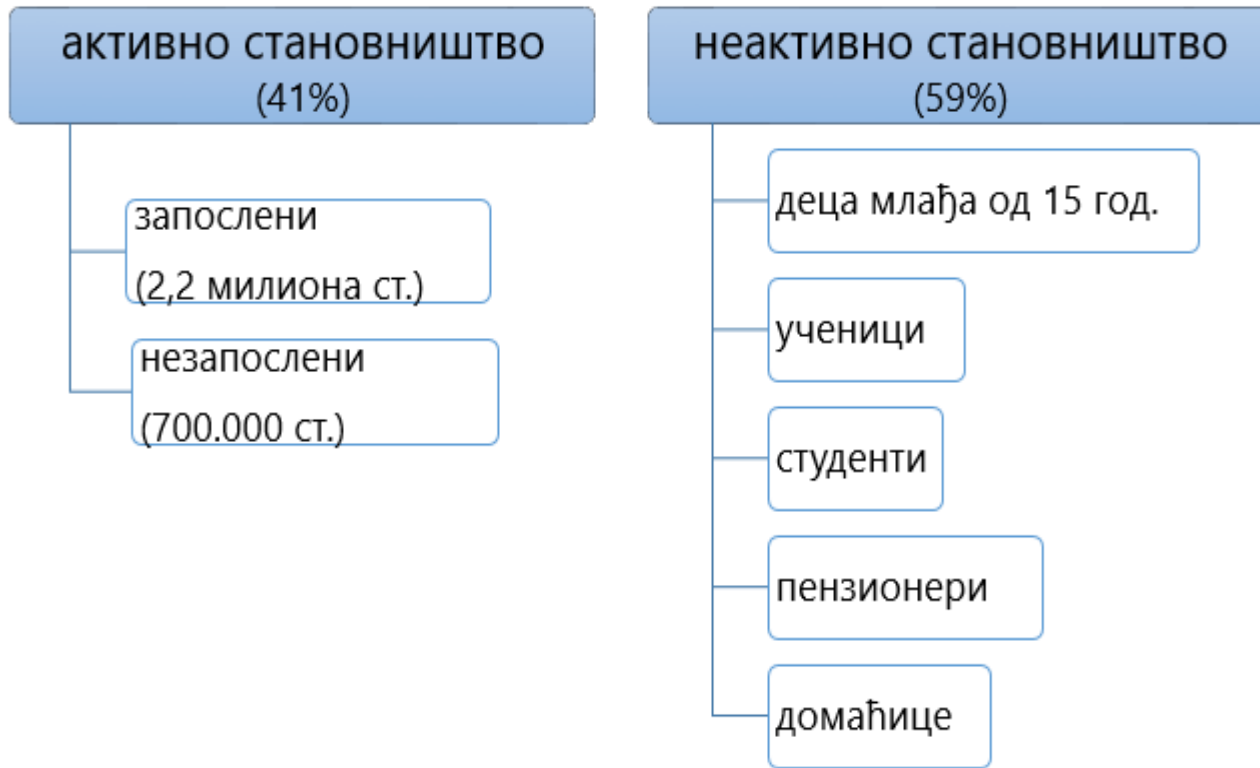 активно становништво
(41%)
запослени
(2,2 милиона ст.)
незапослени
(700.000 ст.)
неактивно становништво
(59%)
деца млађа од 15 год.
ученици
студенти
пензионери
домаћице